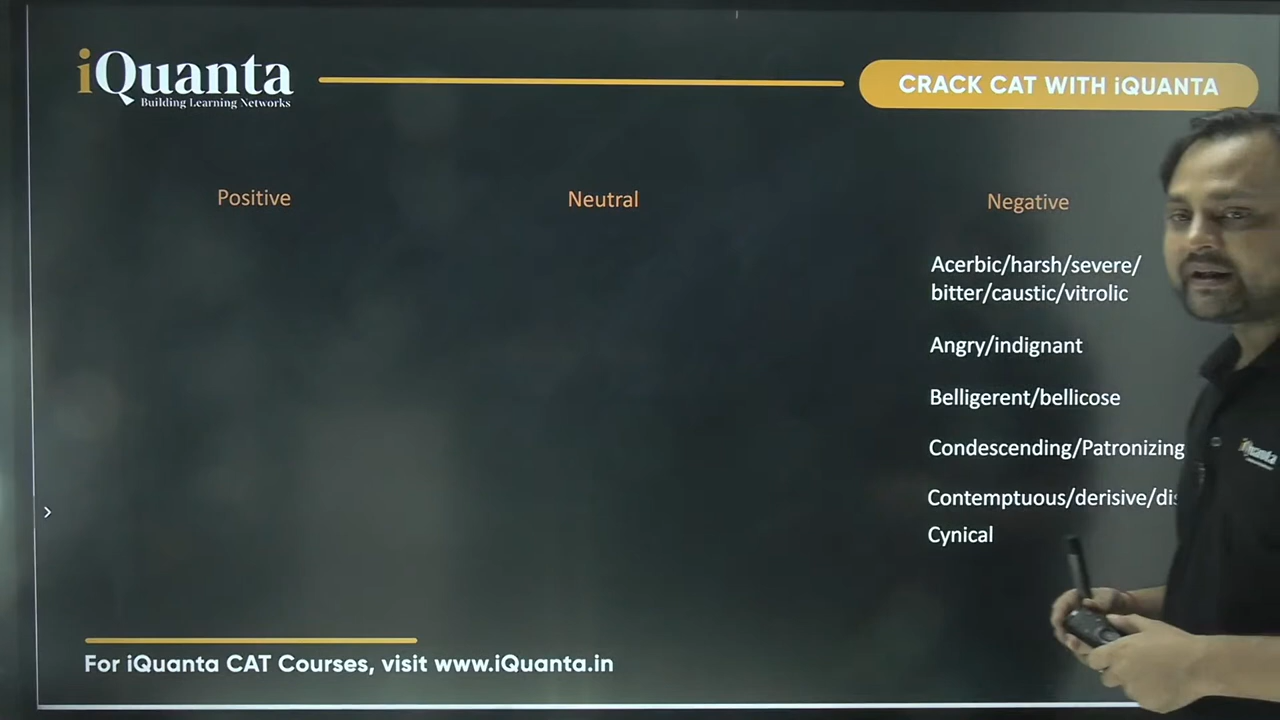 iQuanta
Building Learning Networks
CRACK CAT WITH iQUANTA
Positive
Neutral
Negative
Acerbic/harsh/severe/
bitter/caustic/vitrolic
Angry/indignant
Belligerent/bellicose
Condescending/Patronizing
Contemptuous/derisive/
Cynical
For iQuanta CAT Courses, visit www.iQuanta.in
iQuanta